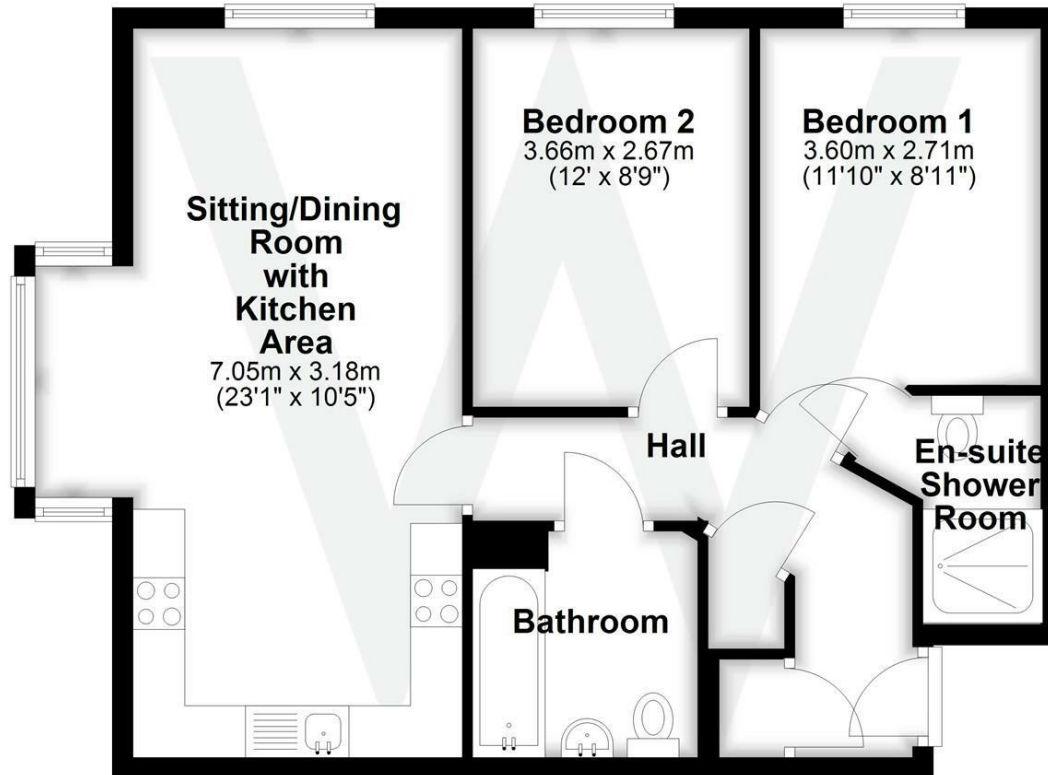 Bedroom 2
3.66m x 2.67m
(12' x 8'9")
Bedroom 1
3.60m x 2.71m
(11'10" x 8'11")
Sitting/Dining
Room
with
Kitchen
Area
7.05m x 3.18m
(23'1" x 10'5")
Hall
En-suite
Shower
Room
Bathroom